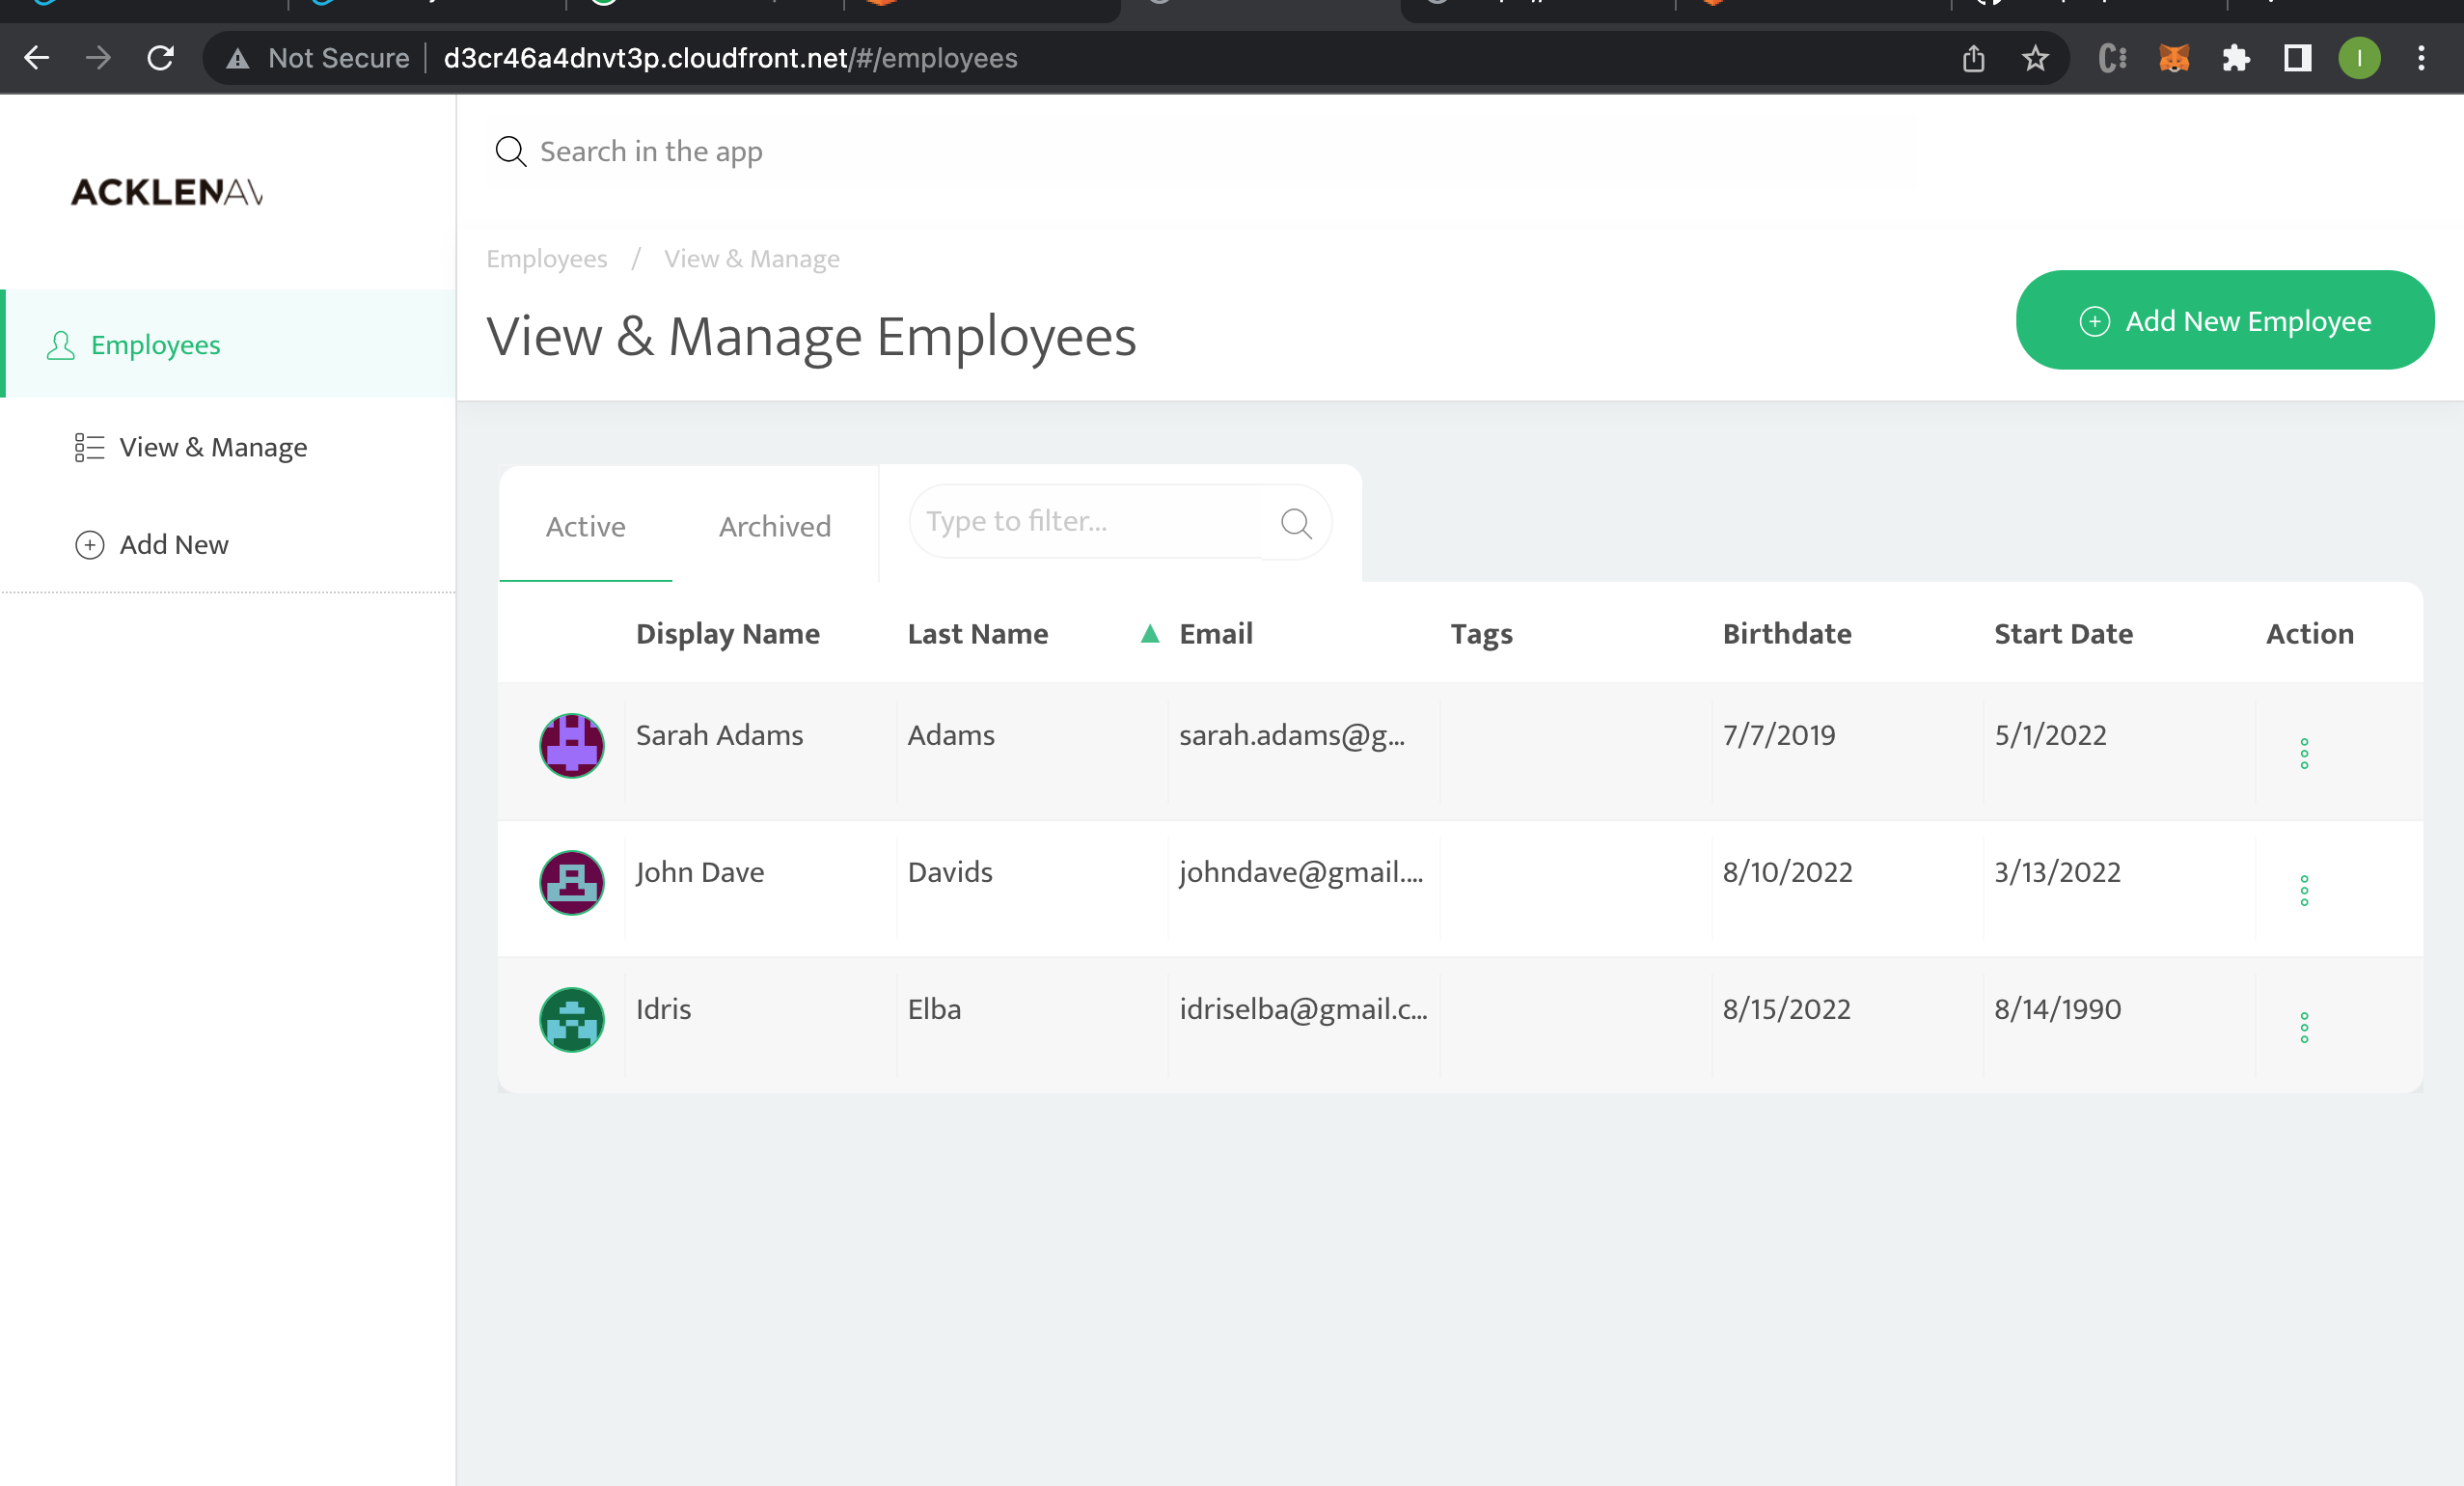 Not Secure d3cr46a4dnvt3p.cloudfront.net/#/employees
I
ACKLENAV
Search in the app
Employees / View & Manage
View & Manage Employees
Add New Employee
Employees
View & Manage
Add New
Active Archived Type to filter...
Display Name Last Name Email Tags Birthdate Start Date Action
Sarah Adams Adams sarah.adams@g... 7/7/2019 5/1/2022
John Dave Davids johndave@gmail.... 8/10/2022 3/13/2022
Idris Elba idriselba@gmail.c... 8/15/2022 8/14/1990